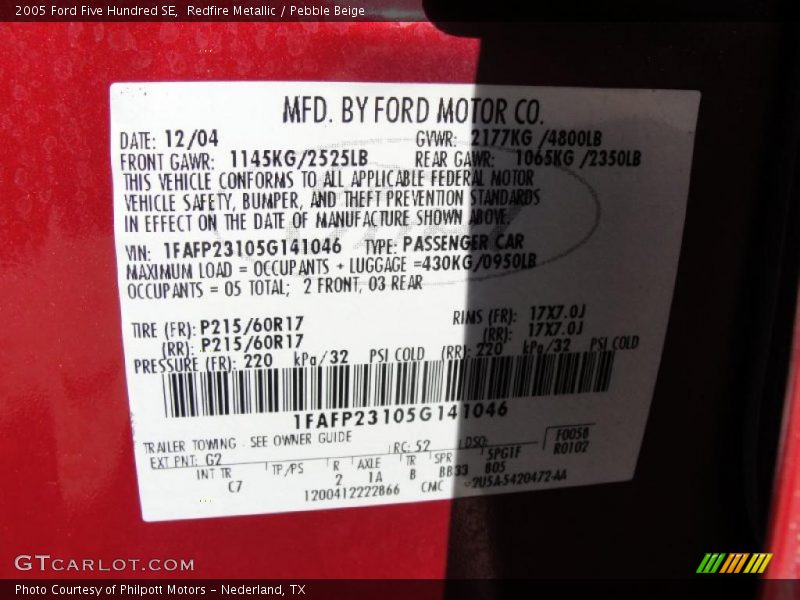 2005 Ford Five Hundred SE,  Redfire Metallic / Pebble Beige
MFD. BY FORD MOTOR CO.
DATE: 12/04 GVWR: 2177KG /4800LB
FRONT GAWR: 1145KG/2525LB REAR GAWR: 1065KG /2350LB
THIS VEHICLE CONFORMS TO ALL APPLICABLE FEDERAL MOTOR
VEHICLE SAFETY, BUMPER, AND THEFT PREVENTION STANDARDS
IN EFFECT ON THE DATE OF MANUFACTURE SHOWN ABOVE.
VIN: 1FAFP23105G141046 TYPE: PASSENGER CAR
MAXIMUM LOAD = OCCUPANTS + LUGGAGE =430KG/0950LB
OCCUPANTS = 05 TOTAL; 2 FRONT, 03 REAR
TIRE (FR): P215/60R17 RIMS (FR): 17X7.0J
(RR): P215/60R17 (RR): 17X7.0J
PRESSURE (FR): 220 kPa/32 PSI COLD (RR): 220 kPa/32 PSI COLD
1FAFP23105G141046
TRAILER TOWING - SEE OWNER GUIDE
EXT PNT: G2 RC: 52 DSO: F0058
R0102
INT TR TP/PS R AXLE TR SPR 5PG1F
C7 2 1A B BB33 B05
1200412222866 CMC 2U5A-5420472-AA
GTCARLOT.COM
Photo Courtesy of Philpott Motors - Nederland, TX